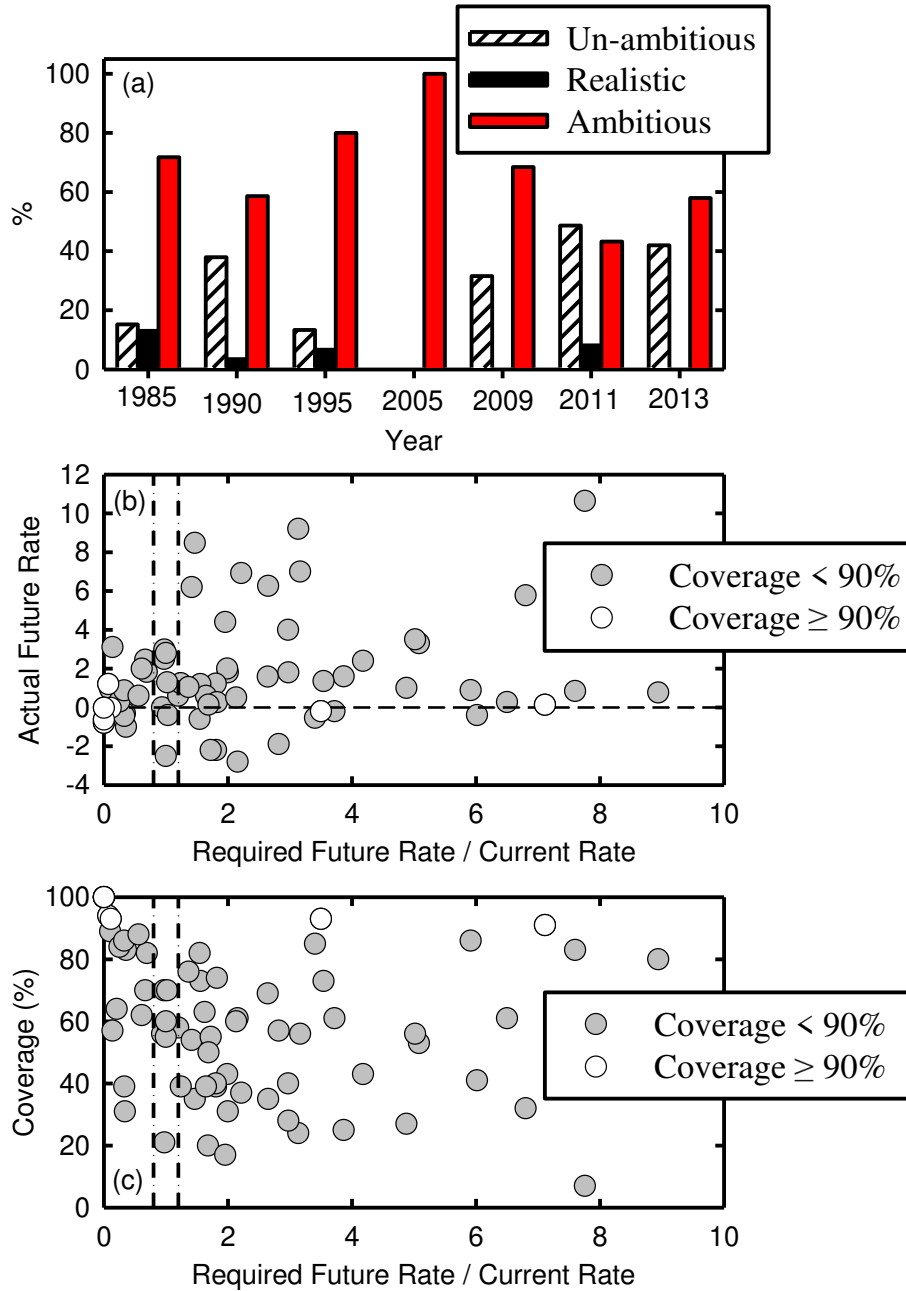 Un-ambitious
Realistic
Ambitious
(a)
100
80
60
40
20
0
%
1985 1990 1995 2005 2009 2011 2013
Year
(b)
12
10
8
6
4
2
0
-2
-4
Actual Future Rate
Coverage < 90%
Coverage ≥ 90%
0 2 4 6 8 10
Required Future Rate / Current Rate
100
80
60
40
20
0
Coverage (%)
Coverage < 90%
Coverage ≥ 90%
(c)
0 2 4 6 8 10
Required Future Rate / Current Rate